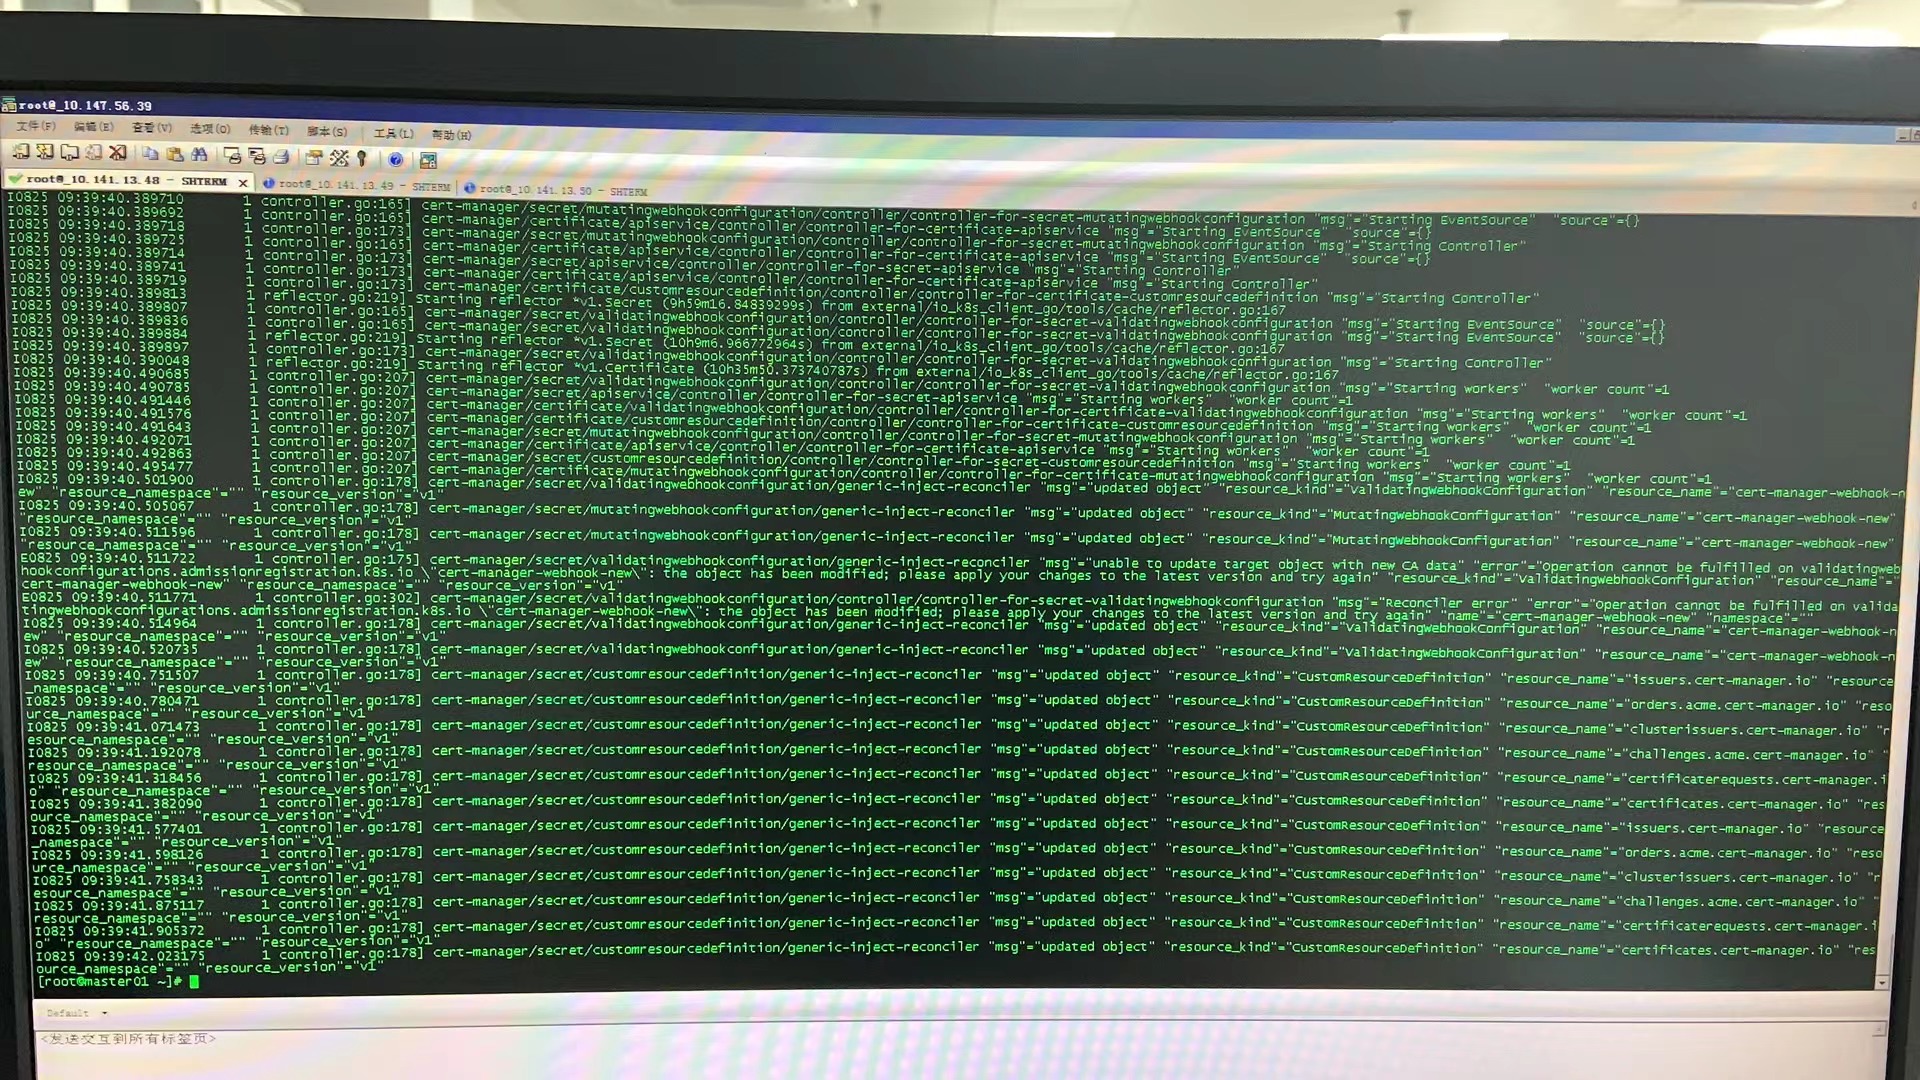 root@_10.147.56.39
文件(F) 编辑(E) 查看(V) 选项(O) 传输(T) 脚本(S) 工具(L) 帮助(H)
root@_10.141.13.48 - SHTERM × root@_10.141.13.49 - SHTERM root@_10.141.13.50 - SHTERM
I0825 09:39:40.389710 1 controller.go:165] cert-manager/secret/mutatingwebhookconfiguration/controller/controller-for-secret-mutatingwebhookconfiguration "msg"="Starting EventSource" "source"={}
I0825 09:39:40.389692 1 controller.go:173] cert-manager/certificate/apiservice/controller/controller-for-certificate-apiservice "msg"="Starting EventSource" "source"={}
I0825 09:39:40.389718 1 controller.go:165] cert-manager/secret/mutatingwebhookconfiguration/controller/controller-for-secret-mutatingwebhookconfiguration "msg"="Starting Controller"
I0825 09:39:40.389725 1 controller.go:173] cert-manager/certificate/apiservice/controller/controller-for-certificate-apiservice "msg"="Starting EventSource" "source"={}
I0825 09:39:40.389714 1 controller.go:173] cert-manager/secret/apiservice/controller/controller-for-secret-apiservice "msg"="Starting Controller"
I0825 09:39:40.389741 1 controller.go:173] cert-manager/certificate/apiservice/controller/controller-for-certificate-apiservice "msg"="Starting Controller"
I0825 09:39:40.389719 1 controller.go:173] cert-manager/certificate/customresourcedefinition/controller/controller-for-certificate-customresourcedefinition "msg"="Starting Controller"
I0825 09:39:40.389813 1 reflector.go:219] Starting reflector *v1.Secret (9h59m16.84839299s) from external/io_k8s_client_go/tools/cache/reflector.go:167
I0825 09:39:40.389807 1 controller.go:165] cert-manager/secret/validatingwebhookconfiguration/controller/controller-for-secret-validatingwebhookconfiguration "msg"="Starting EventSource" "source"={}
I0825 09:39:40.389836 1 controller.go:165] cert-manager/secret/validatingwebhookconfiguration/controller/controller-for-secret-validatingwebhookconfiguration "msg"="Starting EventSource" "source"={}
I0825 09:39:40.389884 1 reflector.go:219] Starting reflector *v1.Secret (10h9m6.966772964s) from external/io_k8s_client_go/tools/cache/reflector.go:167
I0825 09:39:40.389897 1 controller.go:173] cert-manager/secret/validatingwebhookconfiguration/controller/controller-for-secret-validatingwebhookconfiguration "msg"="Starting Controller"
I0825 09:39:40.390048 1 reflector.go:219] Starting reflector *v1.Certificate (10h35m50.373740787s) from external/io_k8s_client_go/tools/cache/reflector.go:167
I0825 09:39:40.490685 1 controller.go:207] cert-manager/secret/validatingwebhookconfiguration/controller/controller-for-secret-validatingwebhookconfiguration "msg"="Starting workers" "worker count"=1
I0825 09:39:40.490785 1 controller.go:207] cert-manager/secret/apiservice/controller/controller-for-secret-apiservice "msg"="Starting workers" "worker count"=1
I0825 09:39:40.491446 1 controller.go:207] cert-manager/certificate/validatingwebhookconfiguration/controller/controller-for-certificate-validatingwebhookconfiguration "msg"="Starting workers" "worker count"=1
I0825 09:39:40.491576 1 controller.go:207] cert-manager/certificate/customresourcedefinition/controller/controller-for-certificate-customresourcedefinition "msg"="Starting workers" "worker count"=1
I0825 09:39:40.491643 1 controller.go:207] cert-manager/secret/mutatingwebhookconfiguration/controller/controller-for-secret-mutatingwebhookconfiguration "msg"="Starting workers" "worker count"=1
I0825 09:39:40.492071 1 controller.go:207] cert-manager/certificate/apiservice/controller/controller-for-certificate-apiservice "msg"="Starting workers" "worker count"=1
I0825 09:39:40.492863 1 controller.go:207] cert-manager/secret/customresourcedefinition/controller/controller-for-secret-customresourcedefinition "msg"="Starting workers" "worker count"=1
I0825 09:39:40.495477 1 controller.go:207] cert-manager/certificate/mutatingwebhookconfiguration/controller/controller-for-certificate-mutatingwebhookconfiguration "msg"="Starting workers" "worker count"=1
I0825 09:39:40.501900 1 controller.go:178] cert-manager/secret/validatingwebhookconfiguration/generic-inject-reconciler "msg"="updated object" "resource_kind"="ValidatingWebhookConfiguration" "resource_name"="cert-manager-webhook-n
ew" "resource_namespace"="" "resource_version"="v1"
I0825 09:39:40.505067 1 controller.go:178] cert-manager/secret/mutatingwebhookconfiguration/generic-inject-reconciler "msg"="updated object" "resource_kind"="MutatingWebhookConfiguration" "resource_name"="cert-manager-webhook-new"
"resource_namespace"="" "resource_version"="v1"
I0825 09:39:40.511596 1 controller.go:178] cert-manager/secret/mutatingwebhookconfiguration/generic-inject-reconciler "msg"="updated object" "resource_kind"="MutatingWebhookConfiguration" "resource_name"="cert-manager-webhook-new"
"resource_namespace"="" "resource_version"="v1"
E0825 09:39:40.511722 1 controller.go:175] cert-manager/secret/validatingwebhookconfiguration/generic-inject-reconciler "msg"="unable to update target object with new CA data" "error"="Operation cannot be fulfilled on validatingweb
hookconfigurations.admissionregistration.k8s.io \"cert-manager-webhook-new\": the object has been modified; please apply your changes to the latest version and try again" "resource_kind"="ValidatingWebhookConfiguration" "resource_name"="
cert-manager-webhook-new" "resource_namespace"="" "resource_version"="v1"
E0825 09:39:40.511771 1 controller.go:302] cert-manager/secret/validatingwebhookconfiguration/controller/controller-for-secret-validatingwebhookconfiguration "msg"="Reconciler error" "error"="Operation cannot be fulfilled on valida
tingwebhookconfigurations.admissionregistration.k8s.io \"cert-manager-webhook-new\": the object has been modified; please apply your changes to the latest version and try again" "name"="cert-manager-webhook-new" "namespace"=""
I0825 09:39:40.514964 1 controller.go:178] cert-manager/secret/validatingwebhookconfiguration/generic-inject-reconciler "msg"="updated object" "resource_kind"="ValidatingWebhookConfiguration" "resource_name"="cert-manager-webhook-n
ew" "resource_namespace"="" "resource_version"="v1"
I0825 09:39:40.520735 1 controller.go:178] cert-manager/secret/validatingwebhookconfiguration/generic-inject-reconciler "msg"="updated object" "resource_kind"="ValidatingWebhookConfiguration" "resource_name"="cert-manager-webhook-n
ew" "resource_namespace"="" "resource_version"="v1"
I0825 09:39:40.751507 1 controller.go:178] cert-manager/secret/customresourcedefinition/generic-inject-reconciler "msg"="updated object" "resource_kind"="CustomResourceDefinition" "resource_name"="issuers.cert-manager.io" "resource
_namespace"="" "resource_version"="v1"
I0825 09:39:40.780471 1 controller.go:178] cert-manager/secret/customresourcedefinition/generic-inject-reconciler "msg"="updated object" "resource_kind"="CustomResourceDefinition" "resource_name"="orders.acme.cert-manager.io" "reso
urce_namespace"="" "resource_version"="v1"
I0825 09:39:41.071473 1 controller.go:178] cert-manager/secret/customresourcedefinition/generic-inject-reconciler "msg"="updated object" "resource_kind"="CustomResourceDefinition" "resource_name"="clusterissuers.cert-manager.io" "r
esource_namespace"="" "resource_version"="v1"
I0825 09:39:41.192078 1 controller.go:178] cert-manager/secret/customresourcedefinition/generic-inject-reconciler "msg"="updated object" "resource_kind"="CustomResourceDefinition" "resource_name"="challenges.acme.cert-manager.io" "
resource_namespace"="" "resource_version"="v1"
I0825 09:39:41.318456 1 controller.go:178] cert-manager/secret/customresourcedefinition/generic-inject-reconciler "msg"="updated object" "resource_kind"="CustomResourceDefinition" "resource_name"="certificaterequests.cert-manager.i
o" "resource_namespace"="" "resource_version"="v1"
I0825 09:39:41.382090 1 controller.go:178] cert-manager/secret/customresourcedefinition/generic-inject-reconciler "msg"="updated object" "resource_kind"="CustomResourceDefinition" "resource_name"="certificates.cert-manager.io" "res
ource_namespace"="" "resource_version"="v1"
I0825 09:39:41.577401 1 controller.go:178] cert-manager/secret/customresourcedefinition/generic-inject-reconciler "msg"="updated object" "resource_kind"="CustomResourceDefinition" "resource_name"="issuers.cert-manager.io" "resource
_namespace"="" "resource_version"="v1"
I0825 09:39:41.598126 1 controller.go:178] cert-manager/secret/customresourcedefinition/generic-inject-reconciler "msg"="updated object" "resource_kind"="CustomResourceDefinition" "resource_name"="orders.acme.cert-manager.io" "reso
urce_namespace"="" "resource_version"="v1"
I0825 09:39:41.758343 1 controller.go:178] cert-manager/secret/customresourcedefinition/generic-inject-reconciler "msg"="updated object" "resource_kind"="CustomResourceDefinition" "resource_name"="clusterissuers.cert-manager.io" "r
esource_namespace"="" "resource_version"="v1"
I0825 09:39:41.875117 1 controller.go:178] cert-manager/secret/customresourcedefinition/generic-inject-reconciler "msg"="updated object" "resource_kind"="CustomResourceDefinition" "resource_name"="challenges.acme.cert-manager.io" "
resource_namespace"="" "resource_version"="v1"
I0825 09:39:41.905372 1 controller.go:178] cert-manager/secret/customresourcedefinition/generic-inject-reconciler "msg"="updated object" "resource_kind"="CustomResourceDefinition" "resource_name"="certificaterequests.cert-manager.i
o" "resource_namespace"="" "resource_version"="v1"
I0825 09:39:42.023175 1 controller.go:178] cert-manager/secret/customresourcedefinition/generic-inject-reconciler "msg"="updated object" "resource_kind"="CustomResourceDefinition" "resource_name"="certificates.cert-manager.io" "res
ource_namespace"="" "resource_version"="v1"
[root@master01 ~]#
Default
<发送交互到所有标签页>